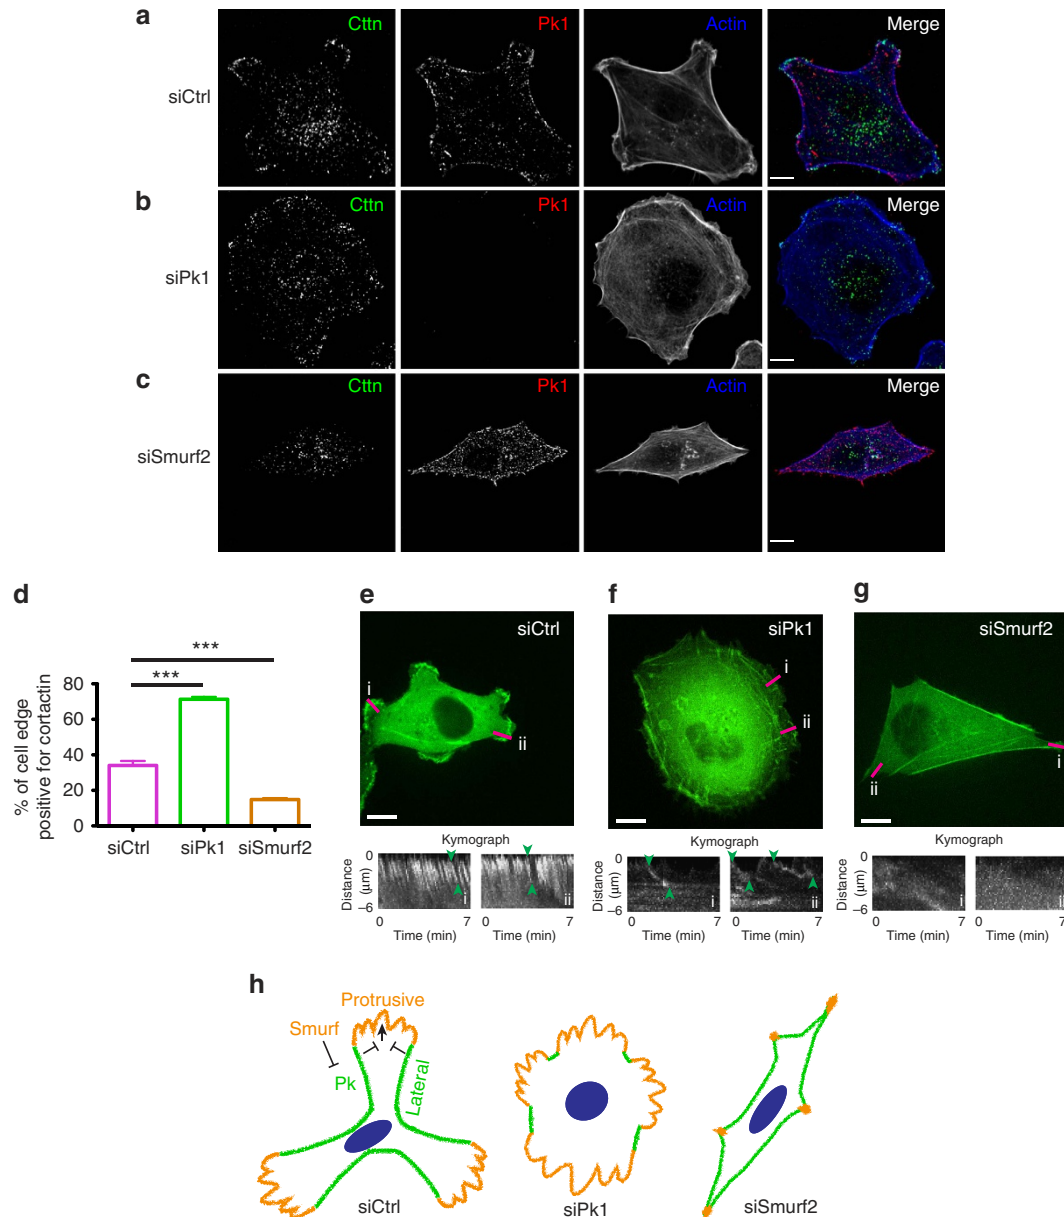 a
Cttn
Pk1
Actin
Merge
siCtrl
b
Cttn
Pk1
Actin
Merge
siPk1
c
Cttn
Pk1
Actin
Merge
siSmurf2
d
% of cell edge
positive for cortactin
80
60
40
20
0
***
***
siCtrl
siPk1
siSmurf2
e
siCtrl
i
ii
Kymograph
Distance
(µm)
0
–6
i
ii
0
7
0
7
Time (min)
Time (min)
f
siPk1
i
ii
Kymograph
Distance
(µm)
0
–6
i
ii
0
7
0
7
Time (min)
Time (min)
g
siSmurf2
i
ii
Kymograph
Distance
(µm)
0
–6
i
ii
0
7
0
7
Time (min)
Time (min)
h
Protrusive
Smurf
Pk
Lateral
siCtrl
siPk1
siSmurf2